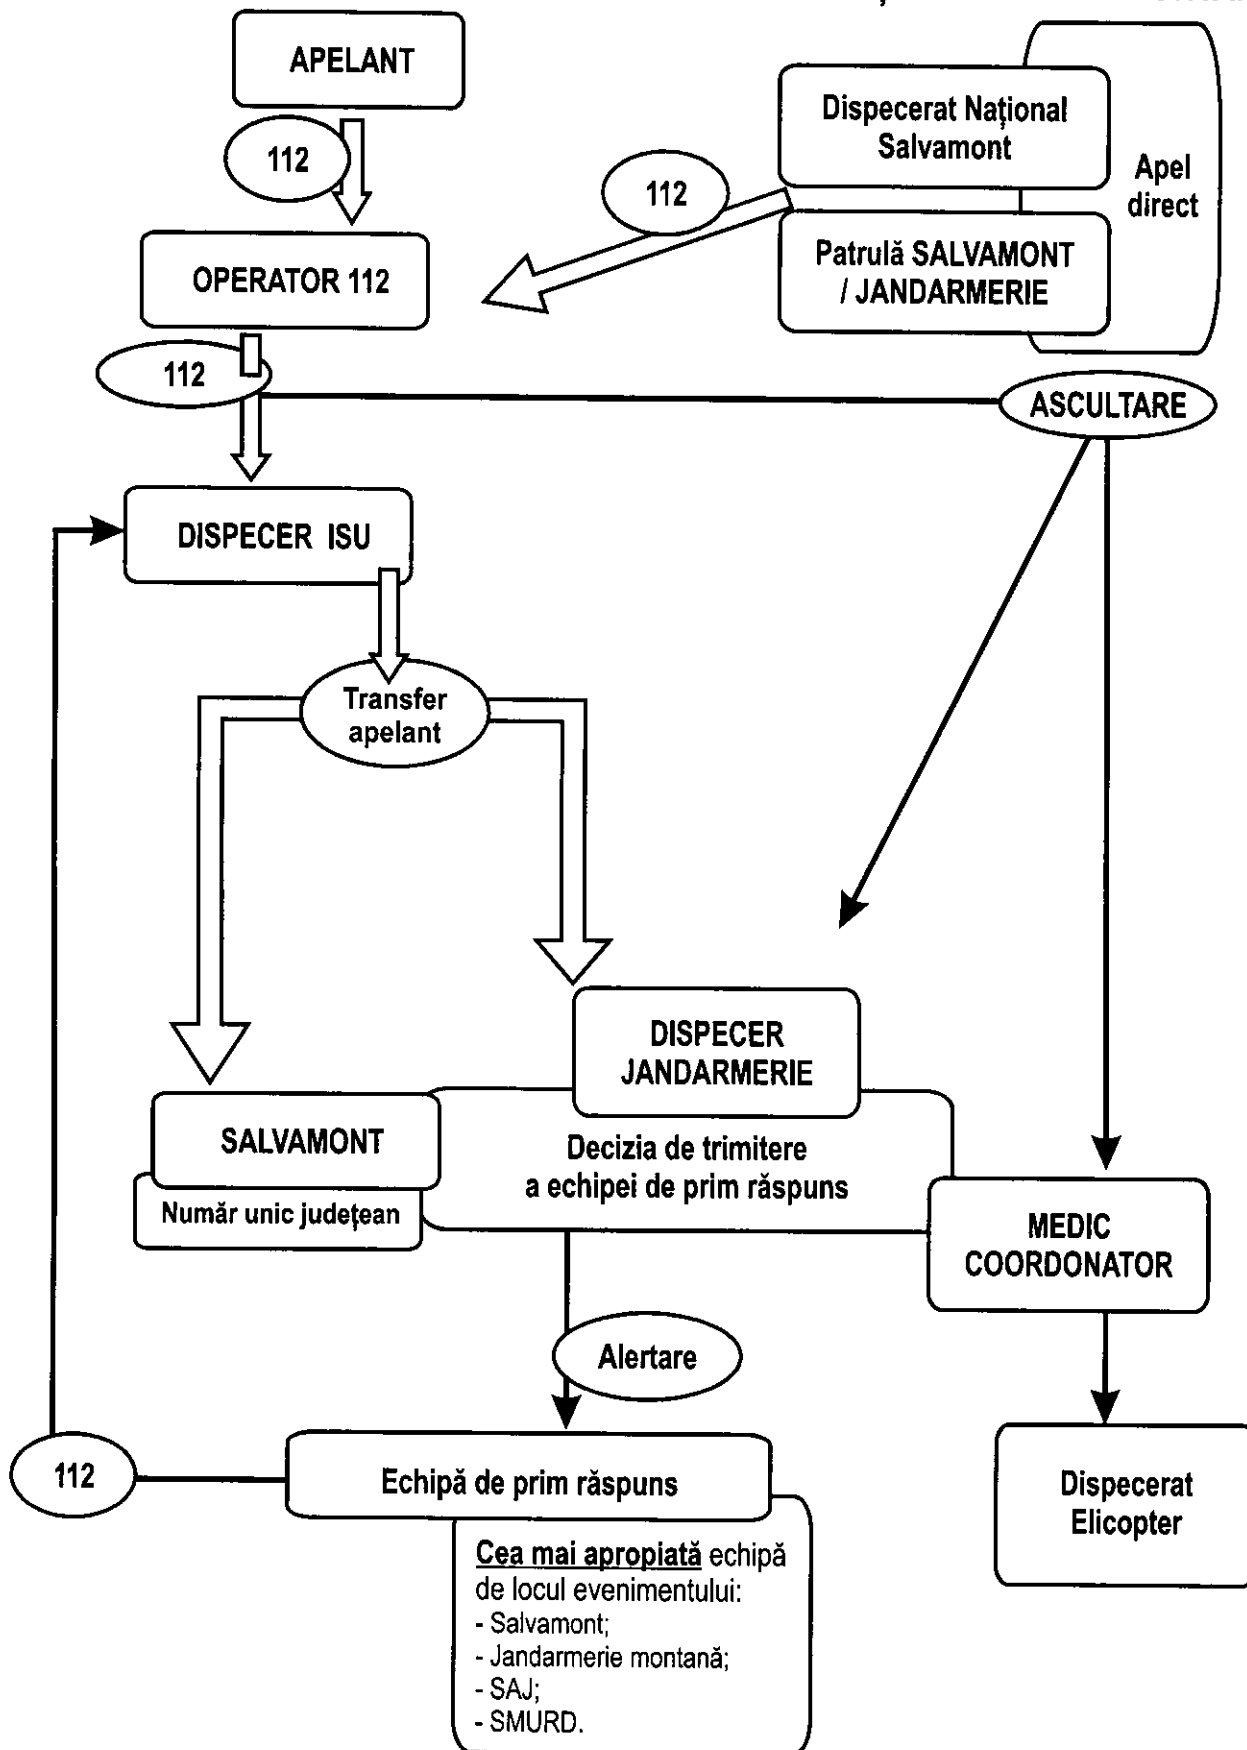 APELANT
112
Dispecerat Național
Salvamont
Apel
direct
112
Patrulă SALVAMONT
/ JANDARMERIE
OPERATOR 112
112
ASCULTARE
DISPECER ISU
Transfer
apelant
DISPECER
JANDARMERIE
SALVAMONT
Număr unic județean
Decizia de trimitere
a echipei de prim răspuns
MEDIC
COORDONATOR
Alertare
112
Echipă de prim răspuns
Dispecerat
Elicopter
Cea mai apropiată echipă
de locul evenimentului:
- Salvamont;
- Jandarmerie montană;
- SAJ;
- SMURD.